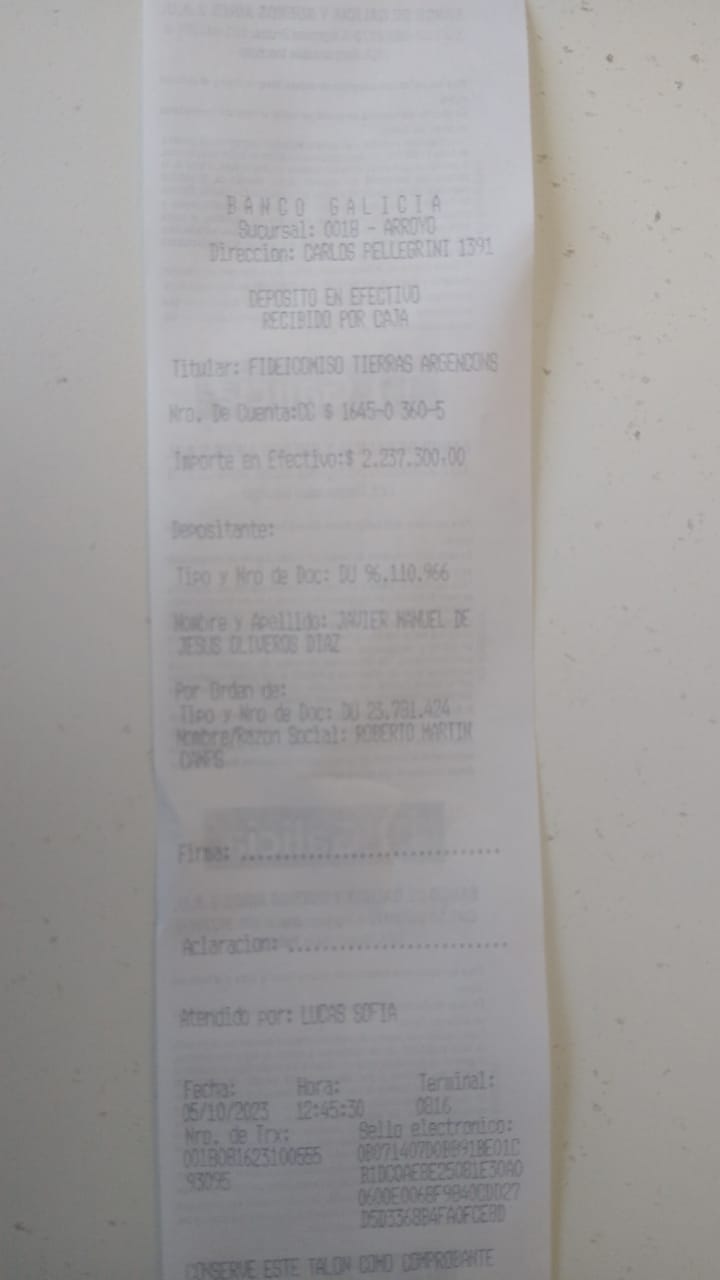 BANCO GALICIA
Sucursal: 0018 - ARROYO
Direccion: CARLOS PELLEGRINI 1391
DEPOSITO EN EFECTIVO
RECIBIDO POR CAJA
Titular: FIDEICOMISO TIERRAS ARGENCONS
Nro. De Cuenta:CC $ 1645-0 360-5
Importe en Efectivo:$ 2.237.300,00
Depositante:
Tipo y Nro de Doc: DU 96.110.966
Nombre y Apellido: JAVIER MANUEL DE
JESUS OLIVEROS DIAZ
Por Orden de:
Tipo y Nro de Doc: DU 23.781.424
Nombre/Razon Social: ROBERTO MARTIN
Firma: ..............................
Aclaracion: ..........................
Atendido por: LUCAS SOFIA
Fecha: Hora: Terminal:
05/10/2023 12:45:30 0816
Nro. de Trx: Sello electronico:
CONSERVE ESTE TALON COMO COMPROBANTE